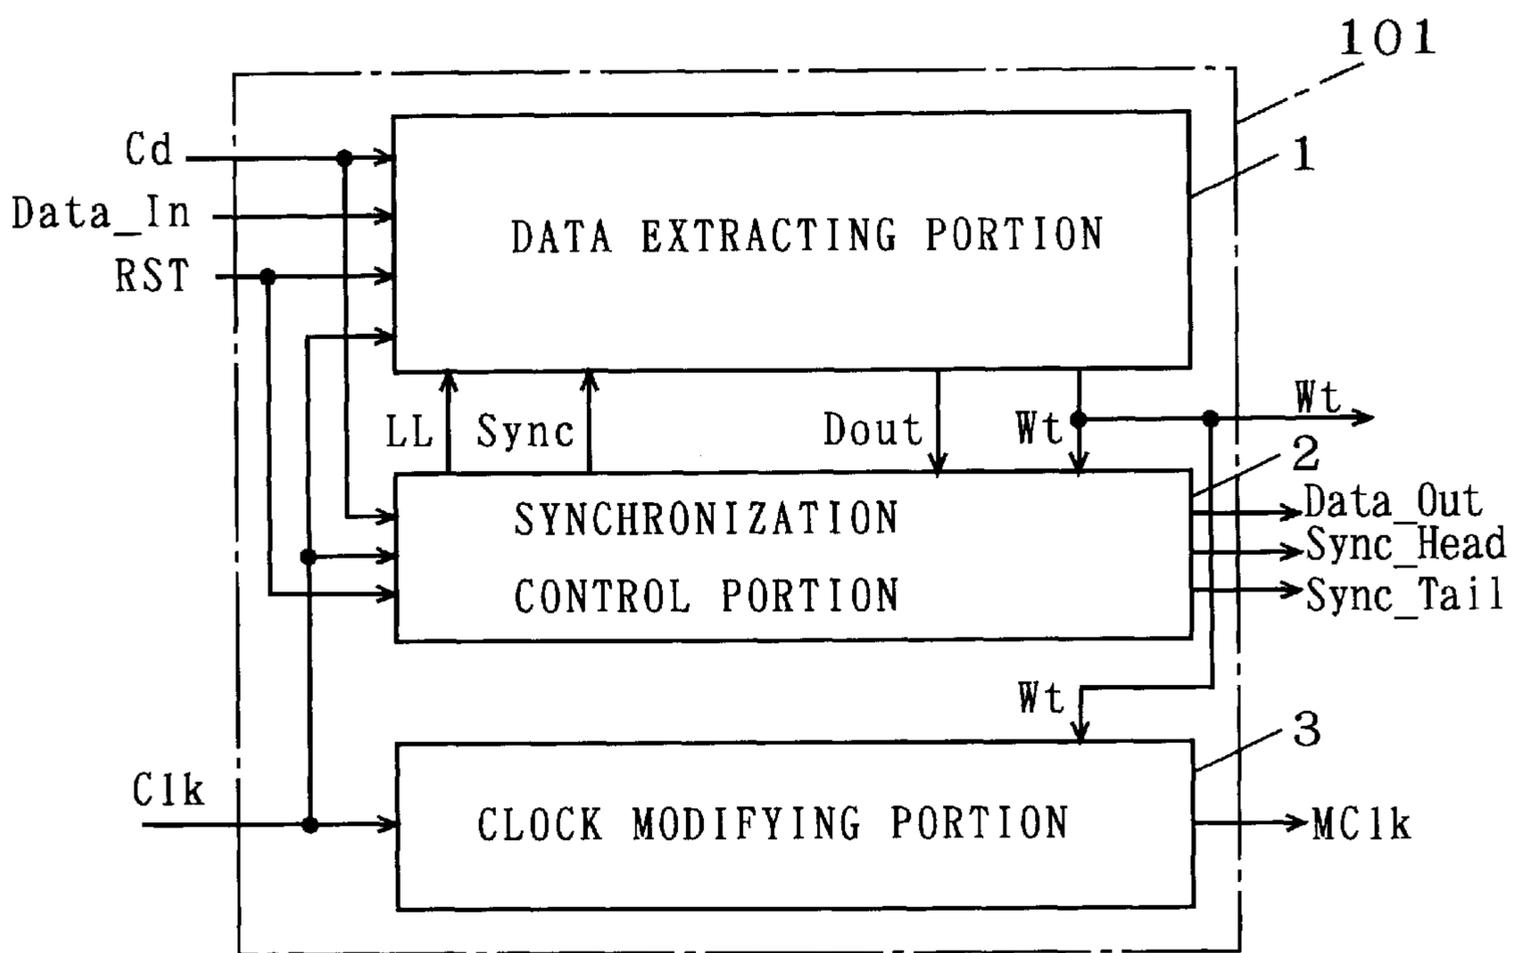 101
1
Cd
Data_In
RST
DATA EXTRACTING PORTION
LL
Sync
Dout
Wt
Wt
2
SYNCHRONIZATION
CONTROL PORTION
Data_Out
Sync_Head
Sync_Tail
Wt
3
Clk
CLOCK MODIFYING PORTION
MClk